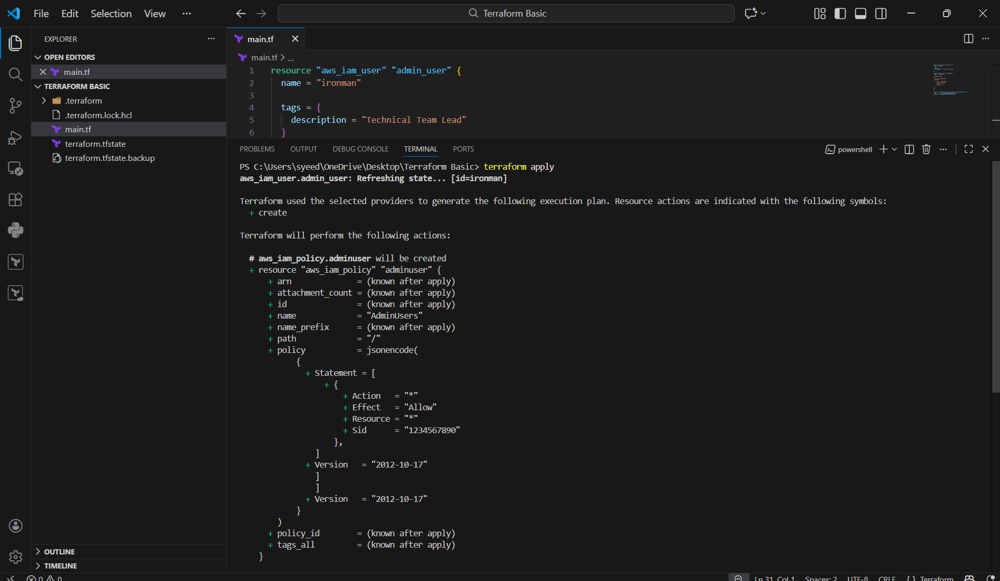 File Edit Selection View ···
Terraform Basic
EXPLORER ···
OPEN EDITORS
main.tf
TERRAFORM BASIC
.terraform
.terraform.lock.hcl
main.tf
terraform.tfstate
terraform.tfstate.backup
OUTLINE
TIMELINE
main.tf
main.tf > ...
1 resource "aws_iam_user" "admin_user" {
2 name = "ironman"
3
4 tags = {
5 description = "Technical Team Lead"
6 }
PROBLEMS OUTPUT DEBUG CONSOLE TERMINAL PORTS
powershell
PS C:\Users\syeed\OneDrive\Desktop\Terraform Basic> terraform apply
aws_iam_user.admin_user: Refreshing state... [id=ironman]
Terraform used the selected providers to generate the following execution plan. Resource actions are indicated with the following symbols:
+ create
Terraform will perform the following actions:
# aws_iam_policy.adminuser will be created
+ resource "aws_iam_policy" "adminuser" {
+ arn = (known after apply)
+ attachment_count = (known after apply)
+ id = (known after apply)
+ name = "AdminUsers"
+ name_prefix = (known after apply)
+ path = "/"
+ policy = jsonencode(
{
+ Statement = [
+ {
+ Action = "*"
+ Effect = "Allow"
+ Resource = "*"
+ Sid = "1234567890"
},
]
+ Version = "2012-10-17"
]
]
+ Version = "2012-10-17"
}
)
+ policy_id = (known after apply)
+ tags_all = (known after apply)
}
0 0
Ln 31, Col 1 Spaces: 2 UTF-8 CRLF {} Terraform